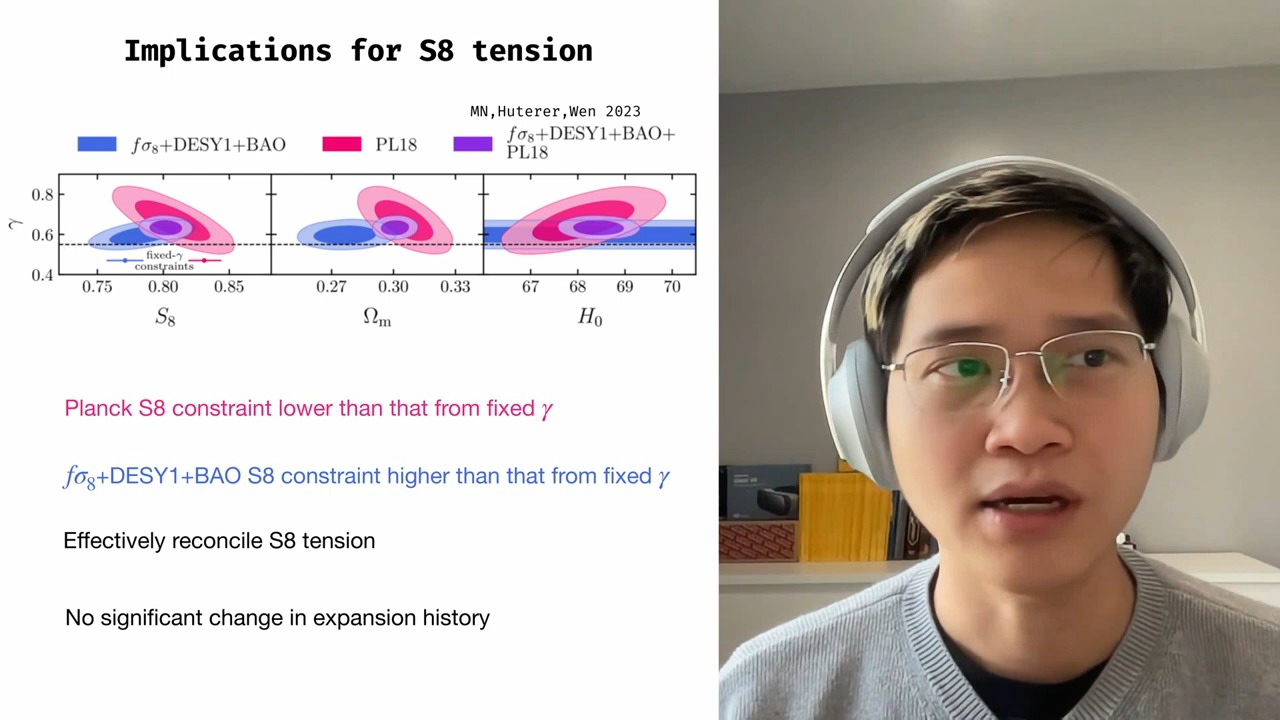 Implications for S8 tension
MN,Huterer,Wen 2023
fσ₈+DESY1+BAO
PL18
fσ₈+DESY1+BAO+
PL18
0.8
0.6
0.4
γ
fixed-γ
constraints
0.75 0.80 0.85
0.27 0.30 0.33
67 68 69 70
S₈
Ωₘ
H₀
Planck S8 constraint lower than that from fixed γ
fσ₈+DESY1+BAO S8 constraint higher than that from fixed γ
Effectively reconcile S8 tension
No significant change in expansion history